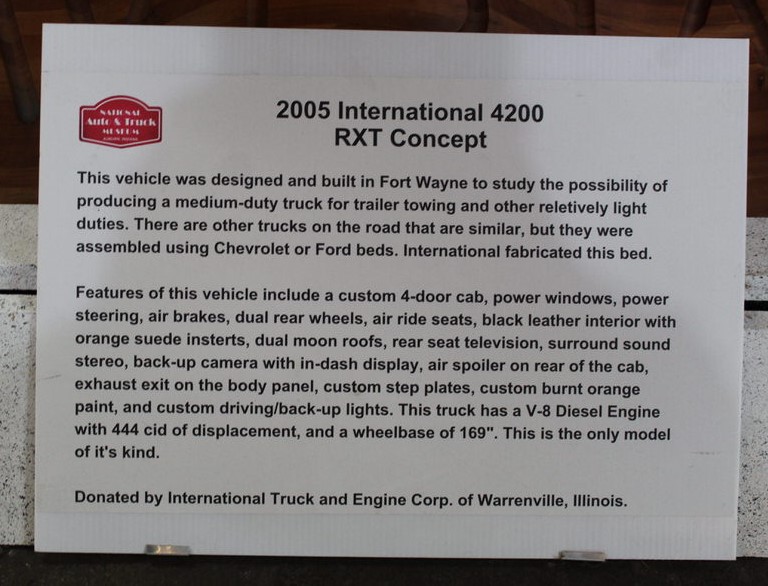 NATIONAL
Auto & Truck
MUSEUM
AUBURN, INDIANA
2005 International 4200
RXT Concept
This vehicle was designed and built in Fort Wayne to study the possibility of
producing a medium-duty truck for trailer towing and other reletively light
duties. There are other trucks on the road that are similar, but they were
assembled using Chevrolet or Ford beds. International fabricated this bed.
Features of this vehicle include a custom 4-door cab, power windows, power
steering, air brakes, dual rear wheels, air ride seats, black leather interior with
orange suede insterts, dual moon roofs, rear seat television, surround sound
stereo, back-up camera with in-dash display, air spoiler on rear of the cab,
exhaust exit on the body panel, custom step plates, custom burnt orange
paint, and custom driving/back-up lights. This truck has a V-8 Diesel Engine
with 444 cid of displacement, and a wheelbase of 169". This is the only model
of it's kind.
Donated by International Truck and Engine Corp. of Warrenville, Illinois.